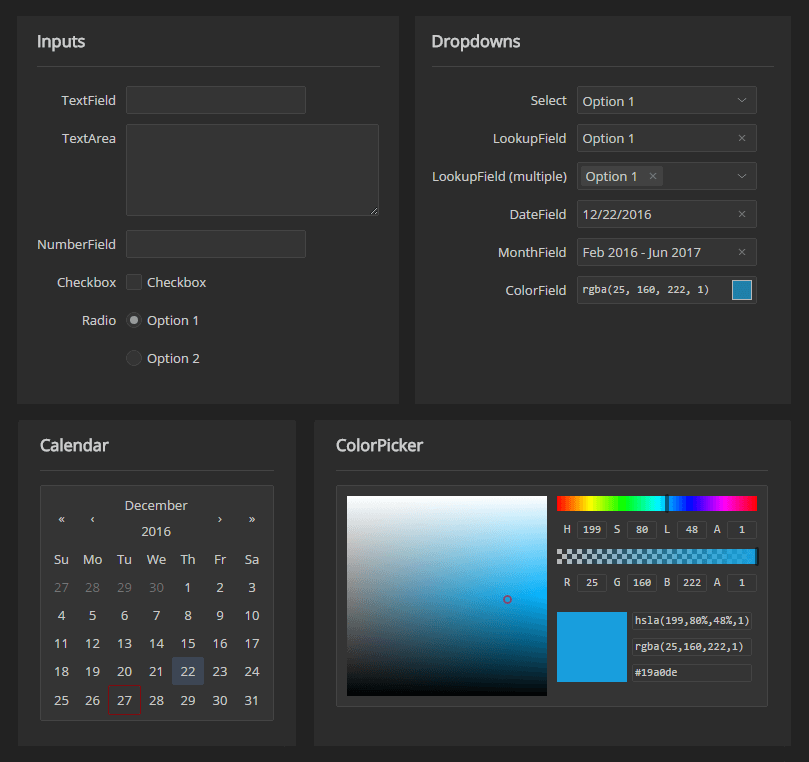 Inputs
TextField
TextArea
NumberField
Checkbox Checkbox
Radio Option 1
Option 2
Dropdowns
Select Option 1
LookupField Option 1 ×
LookupField (multiple) Option 1 ×
DateField 12/22/2016 ×
MonthField Feb 2016 - Jun 2017 ×
ColorField rgba(25, 160, 222, 1)
Calendar
« ‹ December › »
2016
Su Mo Tu We Th Fr Sa
27 28 29 30 1 2 3
4 5 6 7 8 9 10
11 12 13 14 15 16 17
18 19 20 21 22 23 24
25 26 27 28 29 30 31
ColorPicker
H 199 S 80 L 48 A 1
R 25 G 160 B 222 A 1
hsla(199,80%,48%,1)
rgba(25,160,222,1)
#19a0de